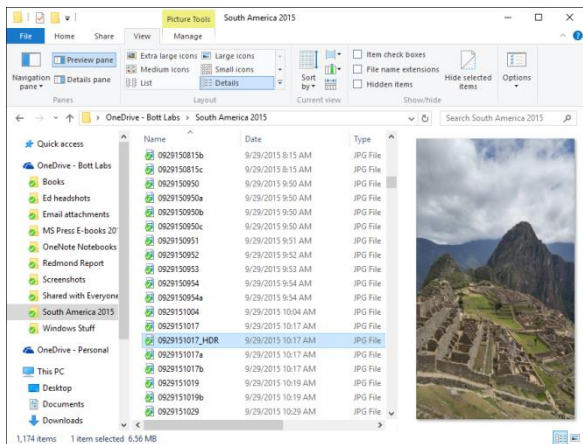 Picture Tools South America 2015
File Home Share View Manage
Preview pane
Details pane
Navigation pane
Panes
Extra large icons Large icons
Medium icons Small icons
List Details
Layout
Sort by
Current view
Item check boxes
File name extensions
Hidden items
Hide selected items
Show/hide
Options
OneDrive - Bott Labs > South America 2015
Search South America 2015
Quick access
OneDrive - Bott Labs
Books
Ed headshots
Email attachments
MS Press E-books 20
OneNote Notebooks
Redmond Report
Screenshots
Shared with Everyone
South America 2015
Windows Stuff
OneDrive - Personal
This PC
Desktop
Documents
Downloads
Name Date Type
0929150815b 9/29/2015 8:15 AM JPG File
0929150815c 9/29/2015 8:15 AM JPG File
0929150950 9/29/2015 9:50 AM JPG File
0929150950a 9/29/2015 9:50 AM JPG File
0929150950b 9/29/2015 9:50 AM JPG File
0929150950c 9/29/2015 9:50 AM JPG File
0929150951 9/29/2015 9:51 AM JPG File
0929150952 9/29/2015 9:52 AM JPG File
0929150953 9/29/2015 9:53 AM JPG File
0929150954 9/29/2015 9:54 AM JPG File
0929150954a 9/29/2015 9:54 AM JPG File
0929151004 9/29/2015 10:04 AM JPG File
0929151017 9/29/2015 10:17 AM JPG File
0929151017_HDR 9/29/2015 10:17 AM JPG File
0929151017a 9/29/2015 10:17 AM JPG File
0929151017b 9/29/2015 10:17 AM JPG File
0929151019 9/29/2015 10:19 AM JPG File
0929151019b 9/29/2015 10:19 AM JPG File
0929151029 9/29/2015 10:29 AM JPG File
1,174 items 1 item selected 6.56 MB